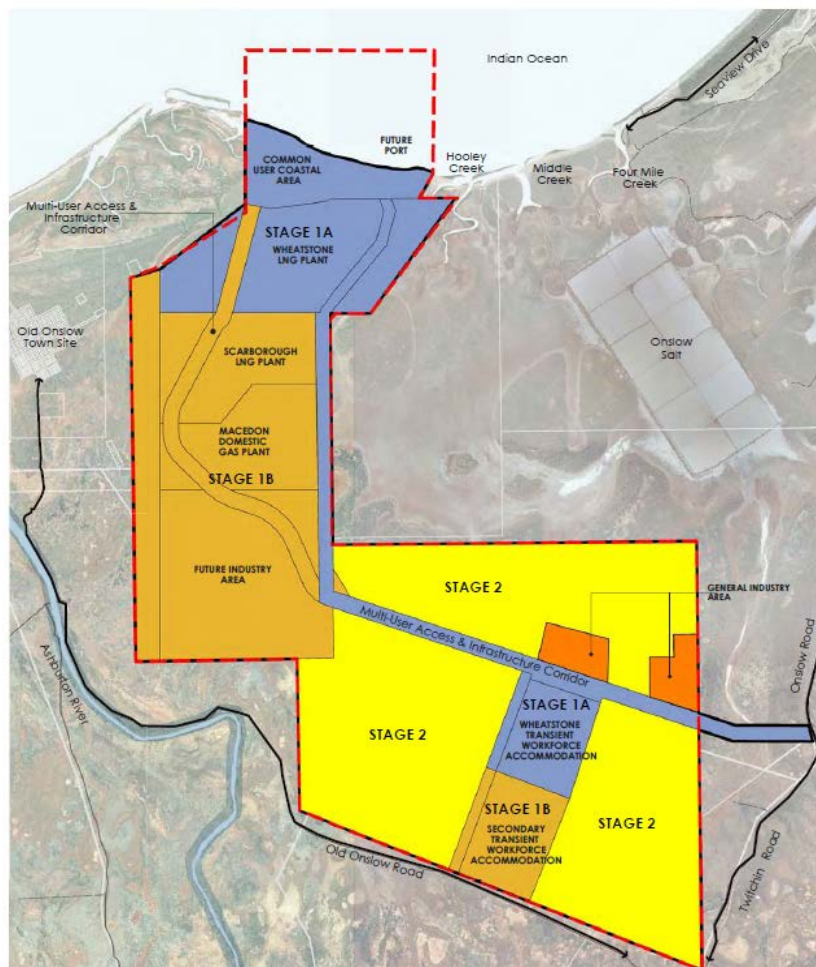 Indian Ocean
Seaview Drive
FUTURE
PORT
COMMON
USER COASTAL
AREA
Hooley
Creek
Middle
Creek
Four Mile
Creek
Multi-User Access &
Infrastructure
Corridor
STAGE 1A
WHEATSTONE
LNG PLANT
Old Onslow
Town Site
SCARBOROUGH
LNG PLANT
Onslow
Salt
MACEDON
DOMESTIC
GAS PLANT
STAGE 1B
FUTURE INDUSTRY
AREA
STAGE 2
GENERAL INDUSTRY
AREA
Multi-User Access & Infrastructure Corridor
Ashburton River
Onslow Road
STAGE 1A
WHEATSTONE
TRANSIENT
WORKFORCE
ACCOMMODATION
STAGE 2
STAGE 1B
SECONDARY
TRANSIENT
WORKFORCE
ACCOMMODATION
STAGE 2
Old Onslow Road
Twitchin Road